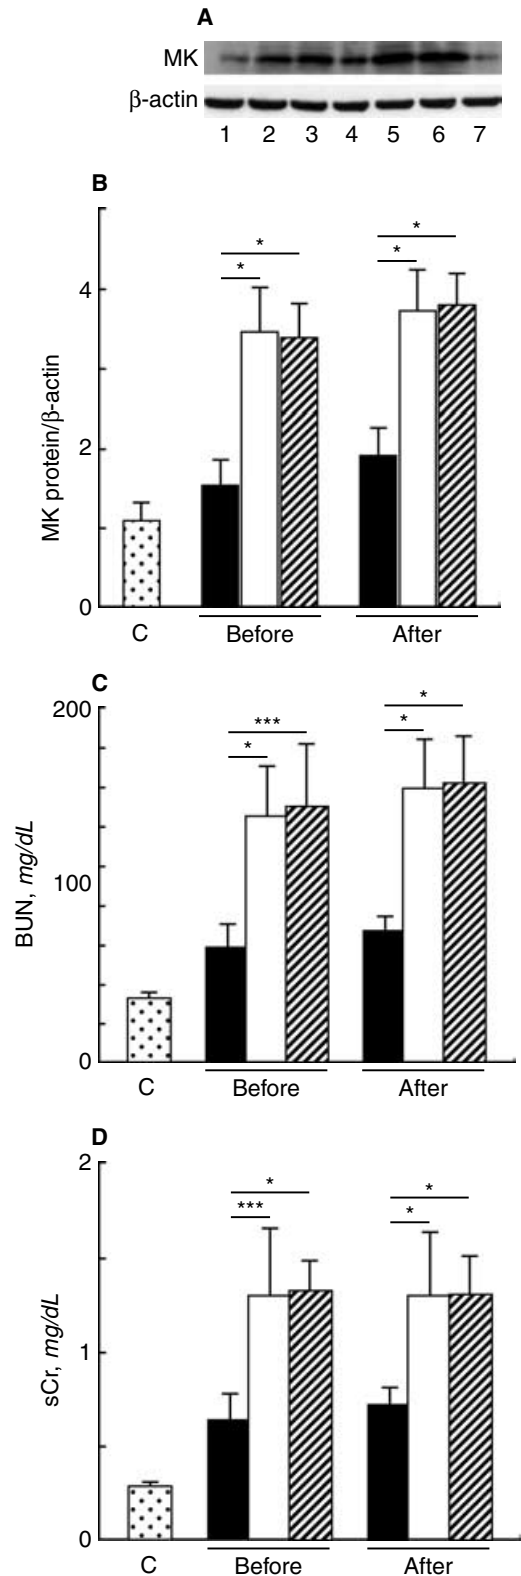 A
MK
β-actin
1 2 3 4 5 6 7
B
MK protein/β-actin
4
2
0
* * * *
C Before After
C
BUN, mg/dL
200
100
0
*** * * *
C Before After
D
sCr, mg/dL
2
1
0
* *** * *
C Before After